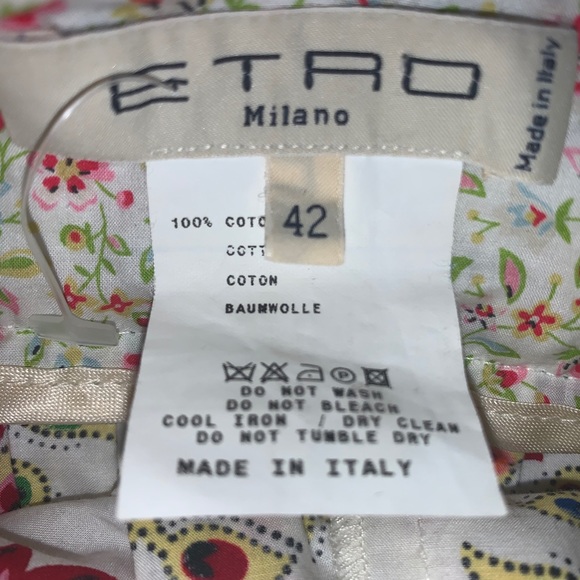 ETRO
Milano
Made in Italy
42
100% COTO
COTT
COTON
BAUMWOLLE
DO NOT WASH
DO NOT BLEACH
COOL IRON / DRY CLEAN
DO NOT TUMBLE DRY
MADE IN ITALY